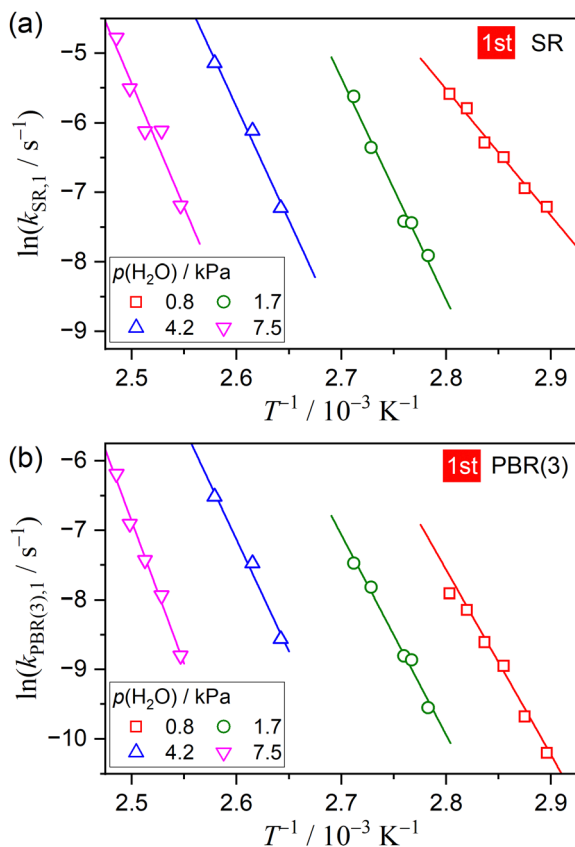 (a)
1st SR
−5
−6
−7
−8
−9
ln(k_SR,1 / s⁻¹)
p(H₂O) / kPa
0.8 1.7
4.2 7.5
2.5 2.6 2.7 2.8 2.9
T⁻¹ / 10⁻³ K⁻¹
(b)
1st PBR(3)
−6
−7
−8
−9
−10
ln(k_PBR(3),1 / s⁻¹)
p(H₂O) / kPa
0.8 1.7
4.2 7.5
2.5 2.6 2.7 2.8 2.9
T⁻¹ / 10⁻³ K⁻¹